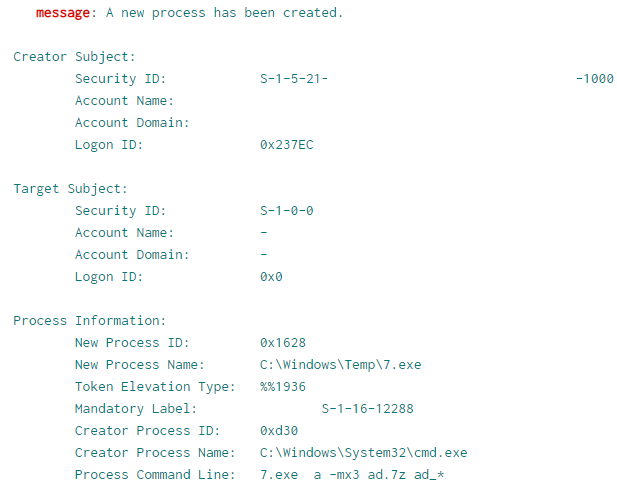 message: A new process has been created.
Creator Subject:
Security ID: S-1-5-21- -1000
Account Name:
Account Domain:
Logon ID: 0x237EC
Target Subject:
Security ID: S-1-0-0
Account Name: -
Account Domain: -
Logon ID: 0x0
Process Information:
New Process ID: 0x1628
New Process Name: C:\Windows\Temp\7.exe
Token Elevation Type: %%1936
Mandatory Label: S-1-16-12288
Creator Process ID: 0xd30
Creator Process Name: C:\Windows\System32\cmd.exe
Process Command Line: 7.exe  a -mx3 ad.7z ad_*